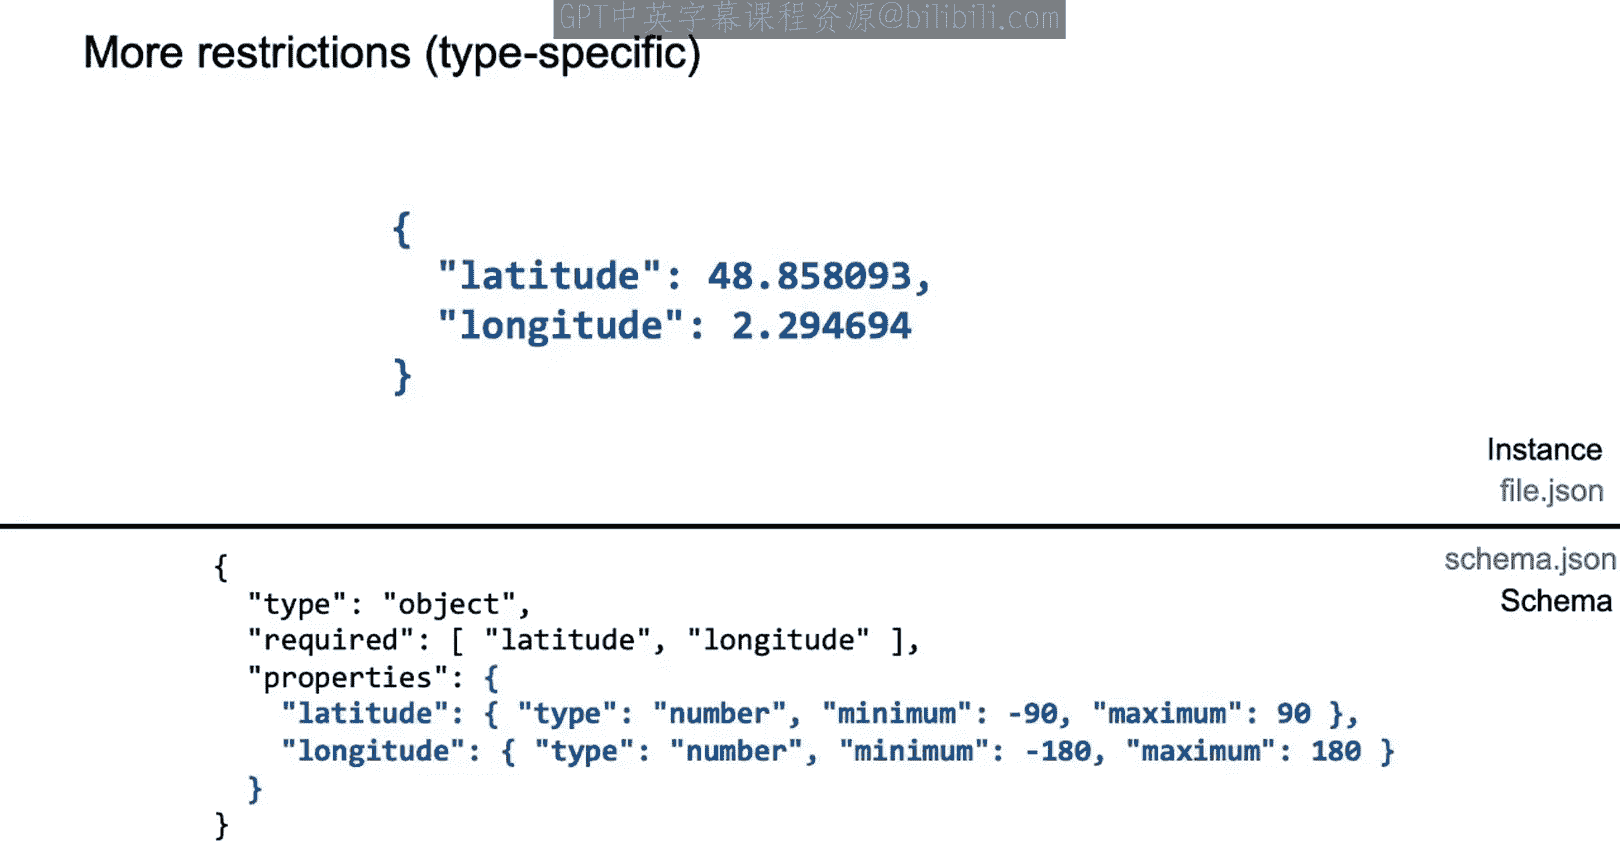 GPT中英字幕课程资源@bilibili.com
More restrictions (type-specific)
{
"latitude": 48.858093,
"longitude": 2.294694
}
Instance
file.json
schema.json
Schema
{
"type": "object",
"required": [ "latitude", "longitude" ],
"properties": {
"latitude": { "type": "number", "minimum": -90, "maximum": 90 },
"longitude": { "type": "number", "minimum": -180, "maximum": 180 }
}
}